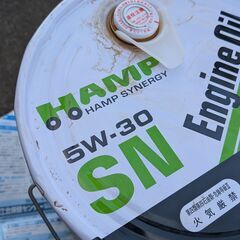 HAMP
HAMP SYNERGY
5W-30
SN
Engine Oil
火気厳禁